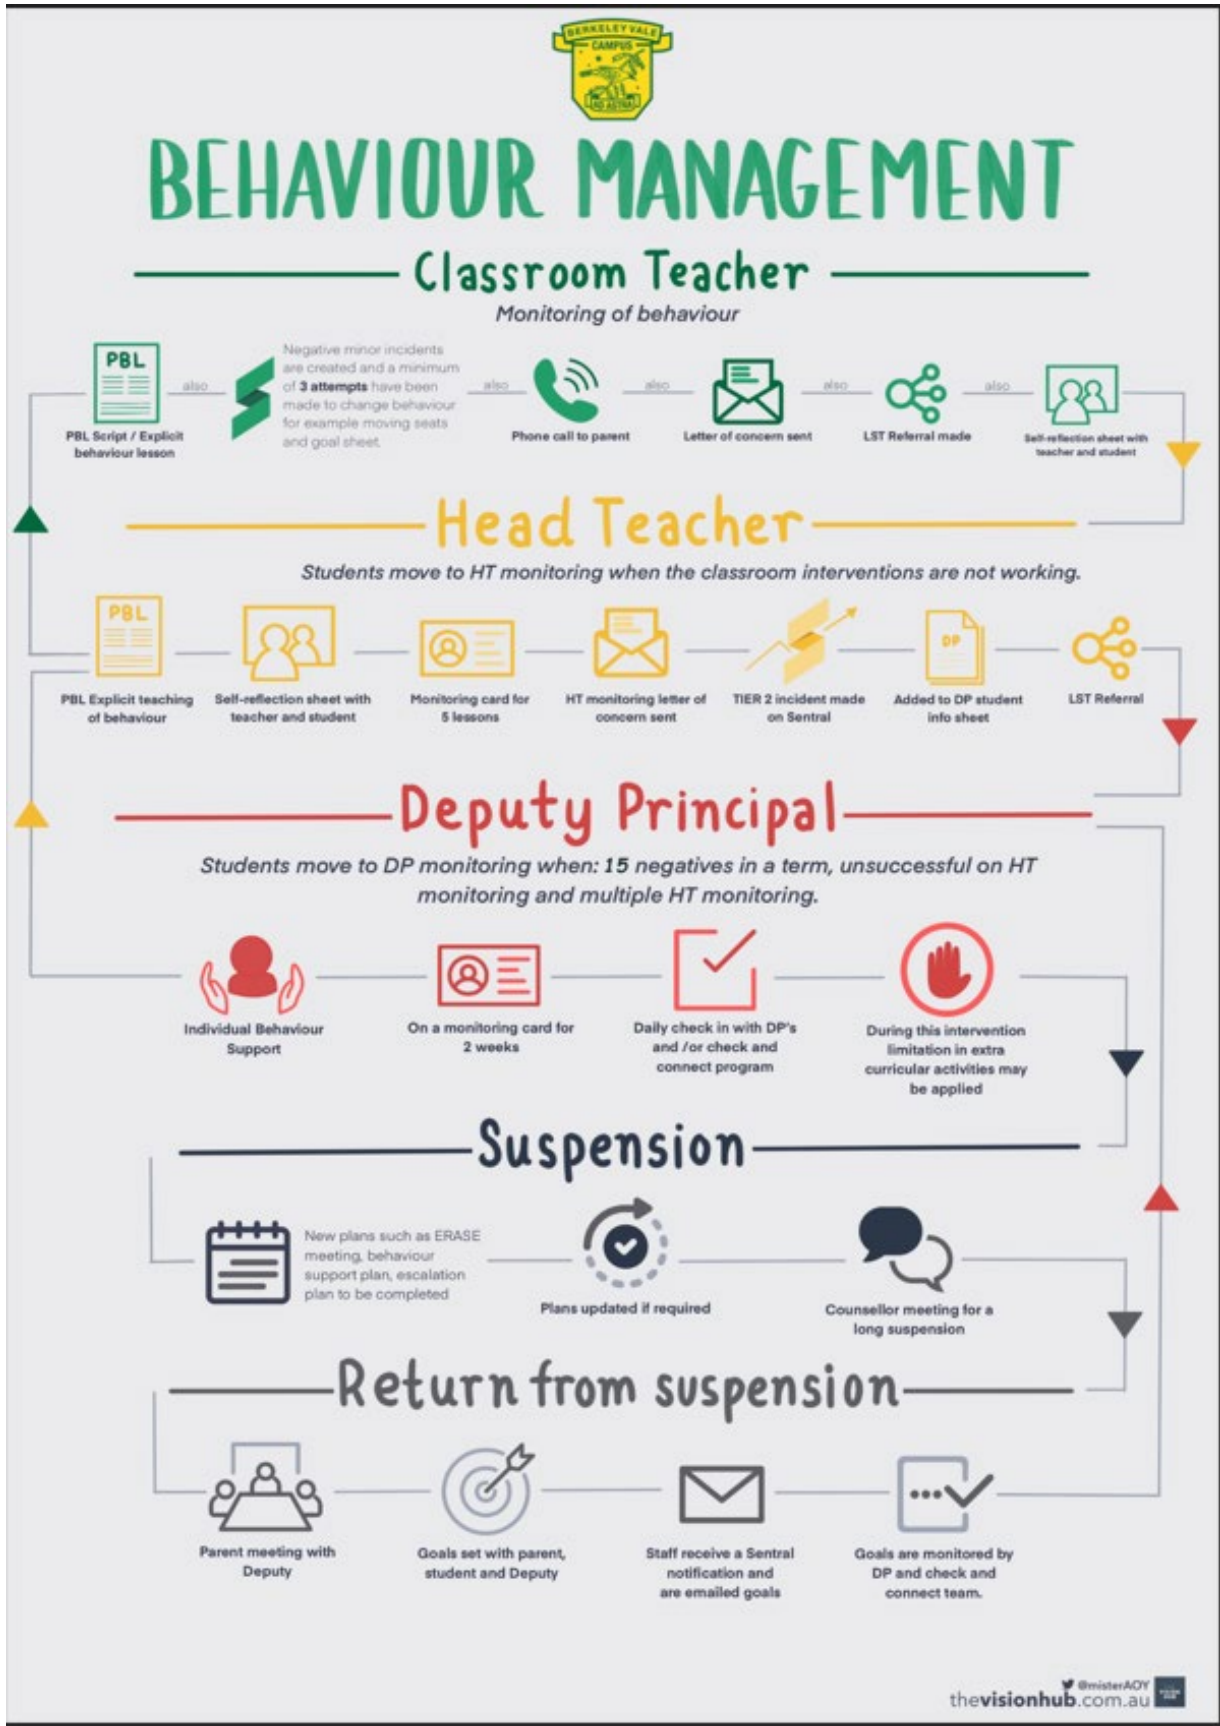 BERKELEY VALE
CAMPUS
AD ASTRA
BEHAVIOUR MANAGEMENT
Classroom Teacher
Monitoring of behaviour
PBL
PBL Script / Explicit
behaviour lesson
also
Negative minor incidents
are created and a minimum
of 3 attempts have been
made to change behaviour
for example moving seats
and goal sheet.
also
Phone call to parent
also
Letter of concern sent
also
LST Referral made
also
Self-reflection sheet with
teacher and student
Head Teacher
Students move to HT monitoring when the classroom interventions are not working.
PBL
PBL Explicit teaching
of behaviour
Self-reflection sheet with
teacher and student
Monitoring card for
5 lessons
HT monitoring letter of
concern sent
TIER 2 incident made
on Sentral
DP
Added to DP student
info sheet
LST Referral
Deputy Principal
Students move to DP monitoring when: 15 negatives in a term, unsuccessful on HT
monitoring and multiple HT monitoring.
Individual Behaviour
Support
On a monitoring card for
2 weeks
Daily check in with DP's
and /or check and
connect program
During this intervention
limitation in extra
curricular activities may
be applied
Suspension
New plans such as ERASE
meeting, behaviour
support plan, escalation
plan to be completed
Plans updated if required
Counsellor meeting for a
long suspension
Return from suspension
Parent meeting with
Deputy
Goals set with parent,
student and Deputy
Staff receive a Sentral
notification and
are emailed goals
Goals are monitored by
DP and check and
connect team.
@misterAOY
thevisionhub.com.au